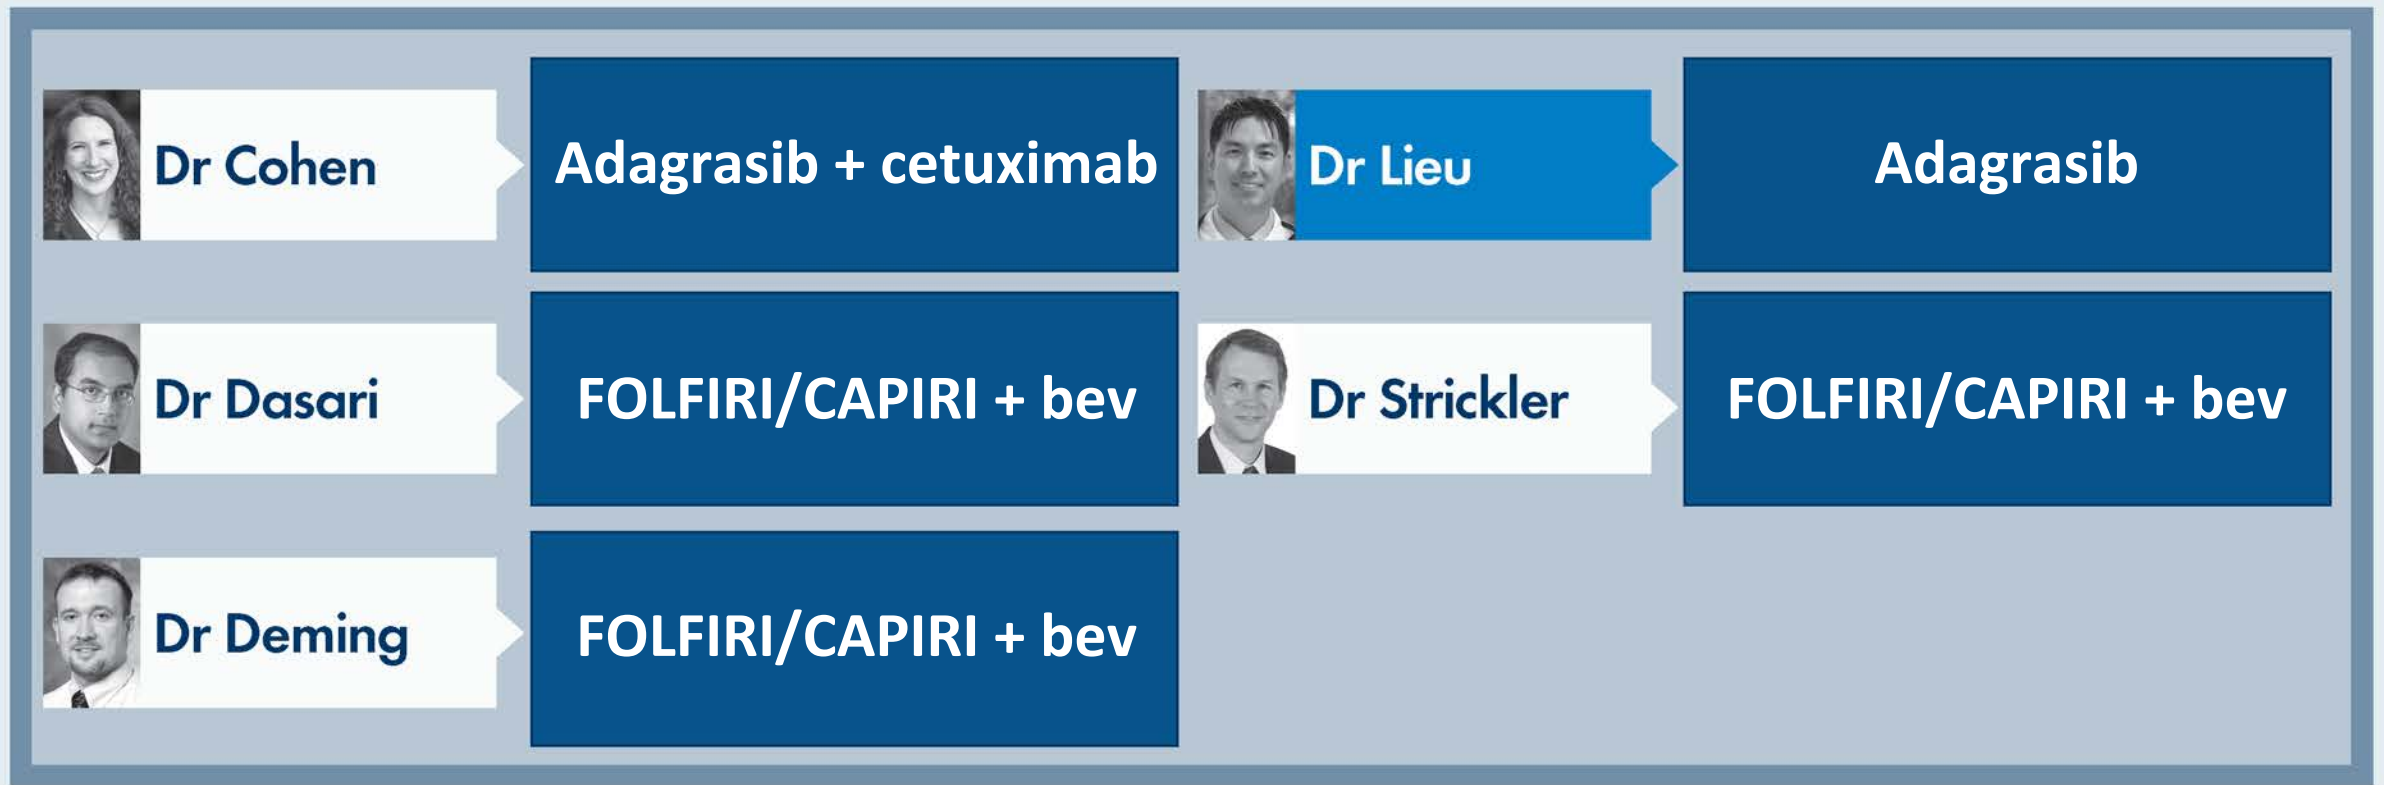 Dr Cohen
Adagrasib + cetuximab
Dr Lieu
Adagrasib
Dr Dasari
FOLFIRI/CAPIRI + bev
Dr Strickler
FOLFIRI/CAPIRI + bev
Dr Deming
FOLFIRI/CAPIRI + bev